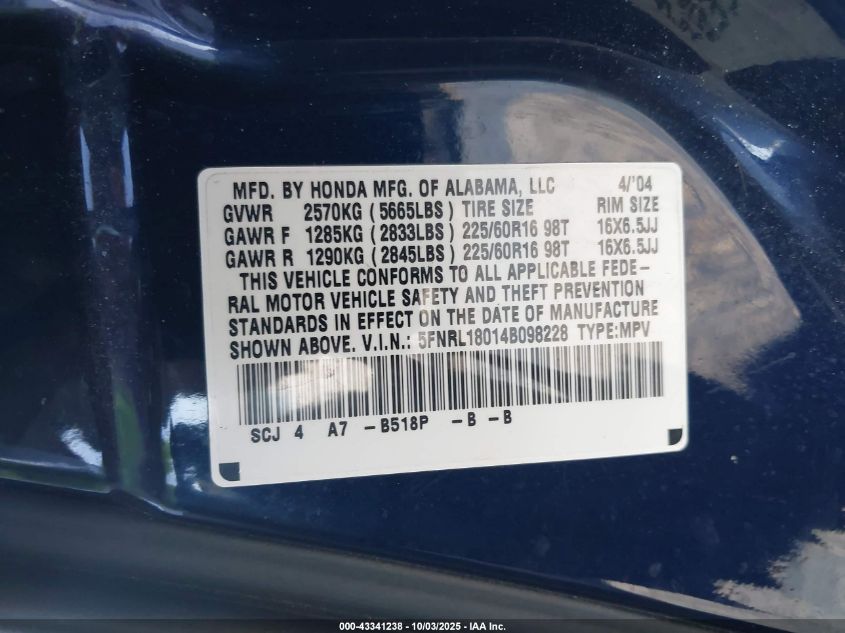 MFD. BY HONDA MFG. OF ALABAMA, LLC 4/'04
GVWR 2570KG (5665LBS) TIRE SIZE RIM SIZE
GAWR F 1285KG (2833LBS) 225/60R16 98T 16X6.5JJ
GAWR R 1290KG (2845LBS) 225/60R16 98T 16X6.5JJ
THIS VEHICLE CONFORMS TO ALL APPLICABLE FEDE-
RAL MOTOR VEHICLE SAFETY AND THEFT PREVENTION
STANDARDS IN EFFECT ON THE DATE OF MANUFACTURE
SHOWN ABOVE. V.I.N.: 5FNRL18014B098228 TYPE:MPV
SCJ 4 A7 -B518P -B -B
000-43341238 - 10/03/2025 - IAA Inc.